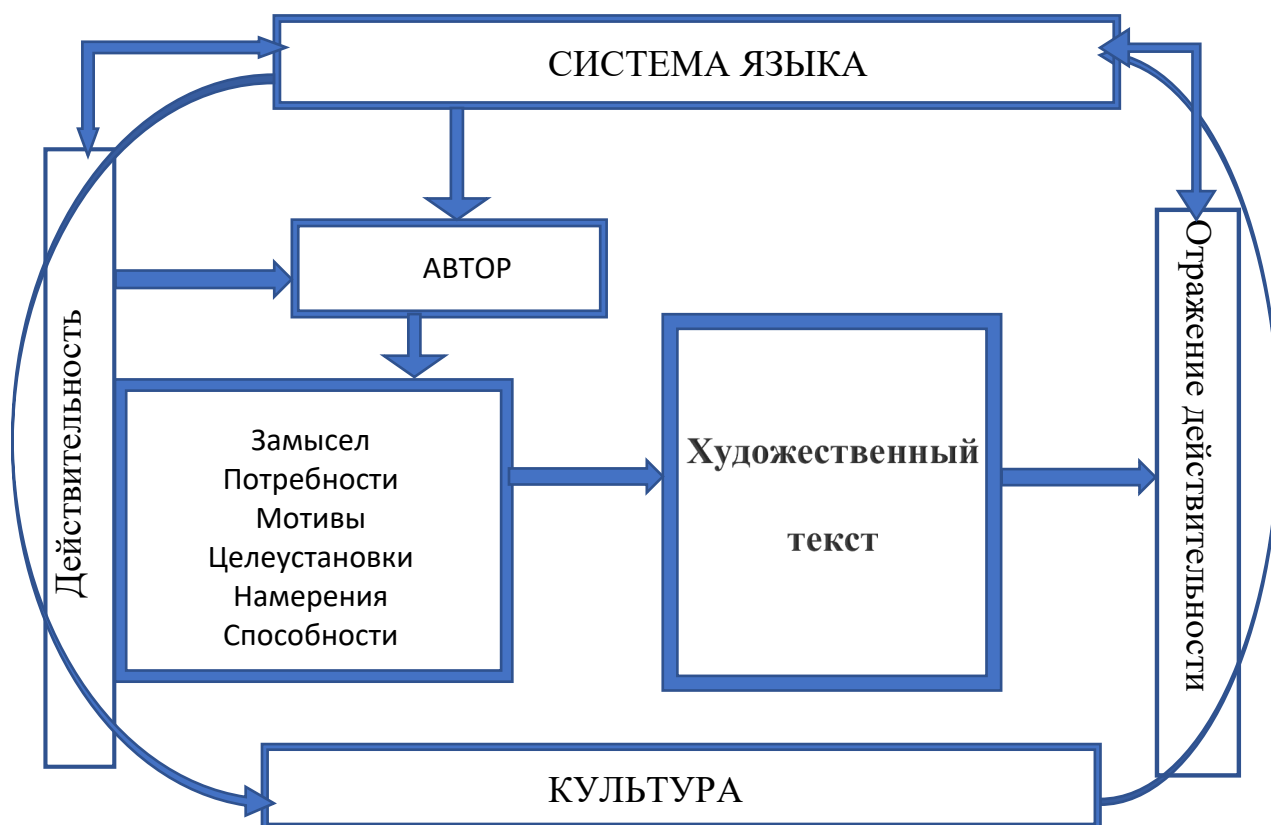 СИСТЕМА ЯЗЫКА
АВТОР
Действительность
Замысел
Потребности
Мотивы
Целеустановки
Намерения
Способности
Художественный
текст
Отражение действительности
КУЛЬТУРА